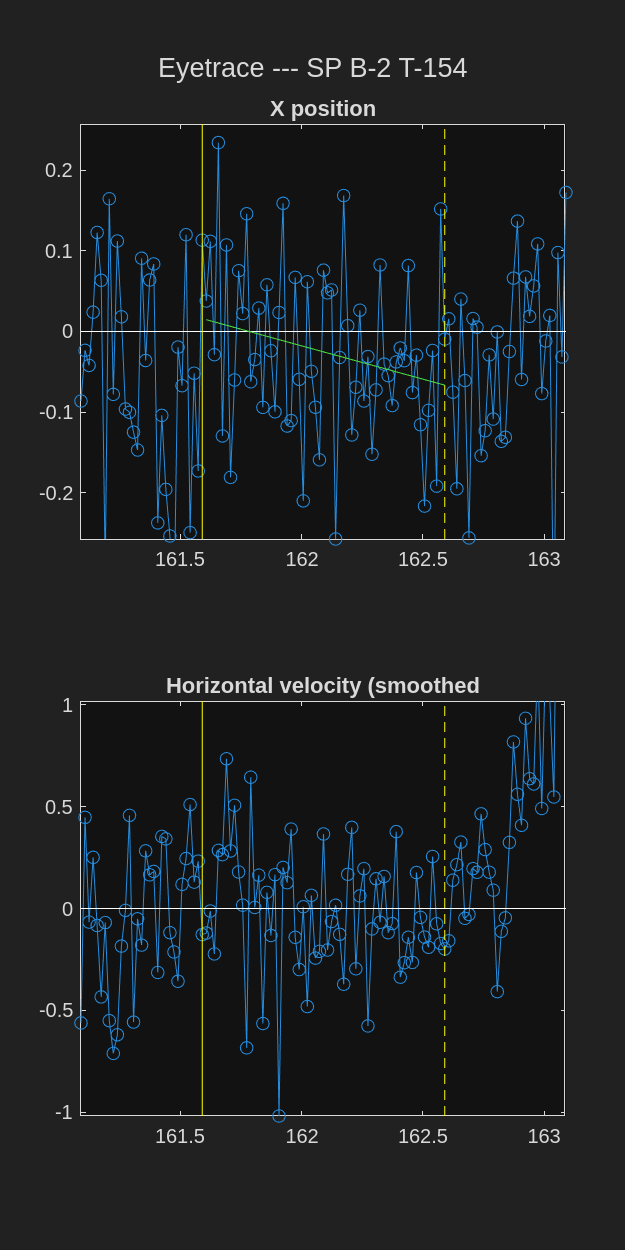 Eyetrace --- SP B-2 T-154
X position
0.2
0.1
0
-0.1
-0.2
161.5 162 162.5 163
Horizontal velocity (smoothed
1
0.5
0
-0.5
-1
161.5 162 162.5 163